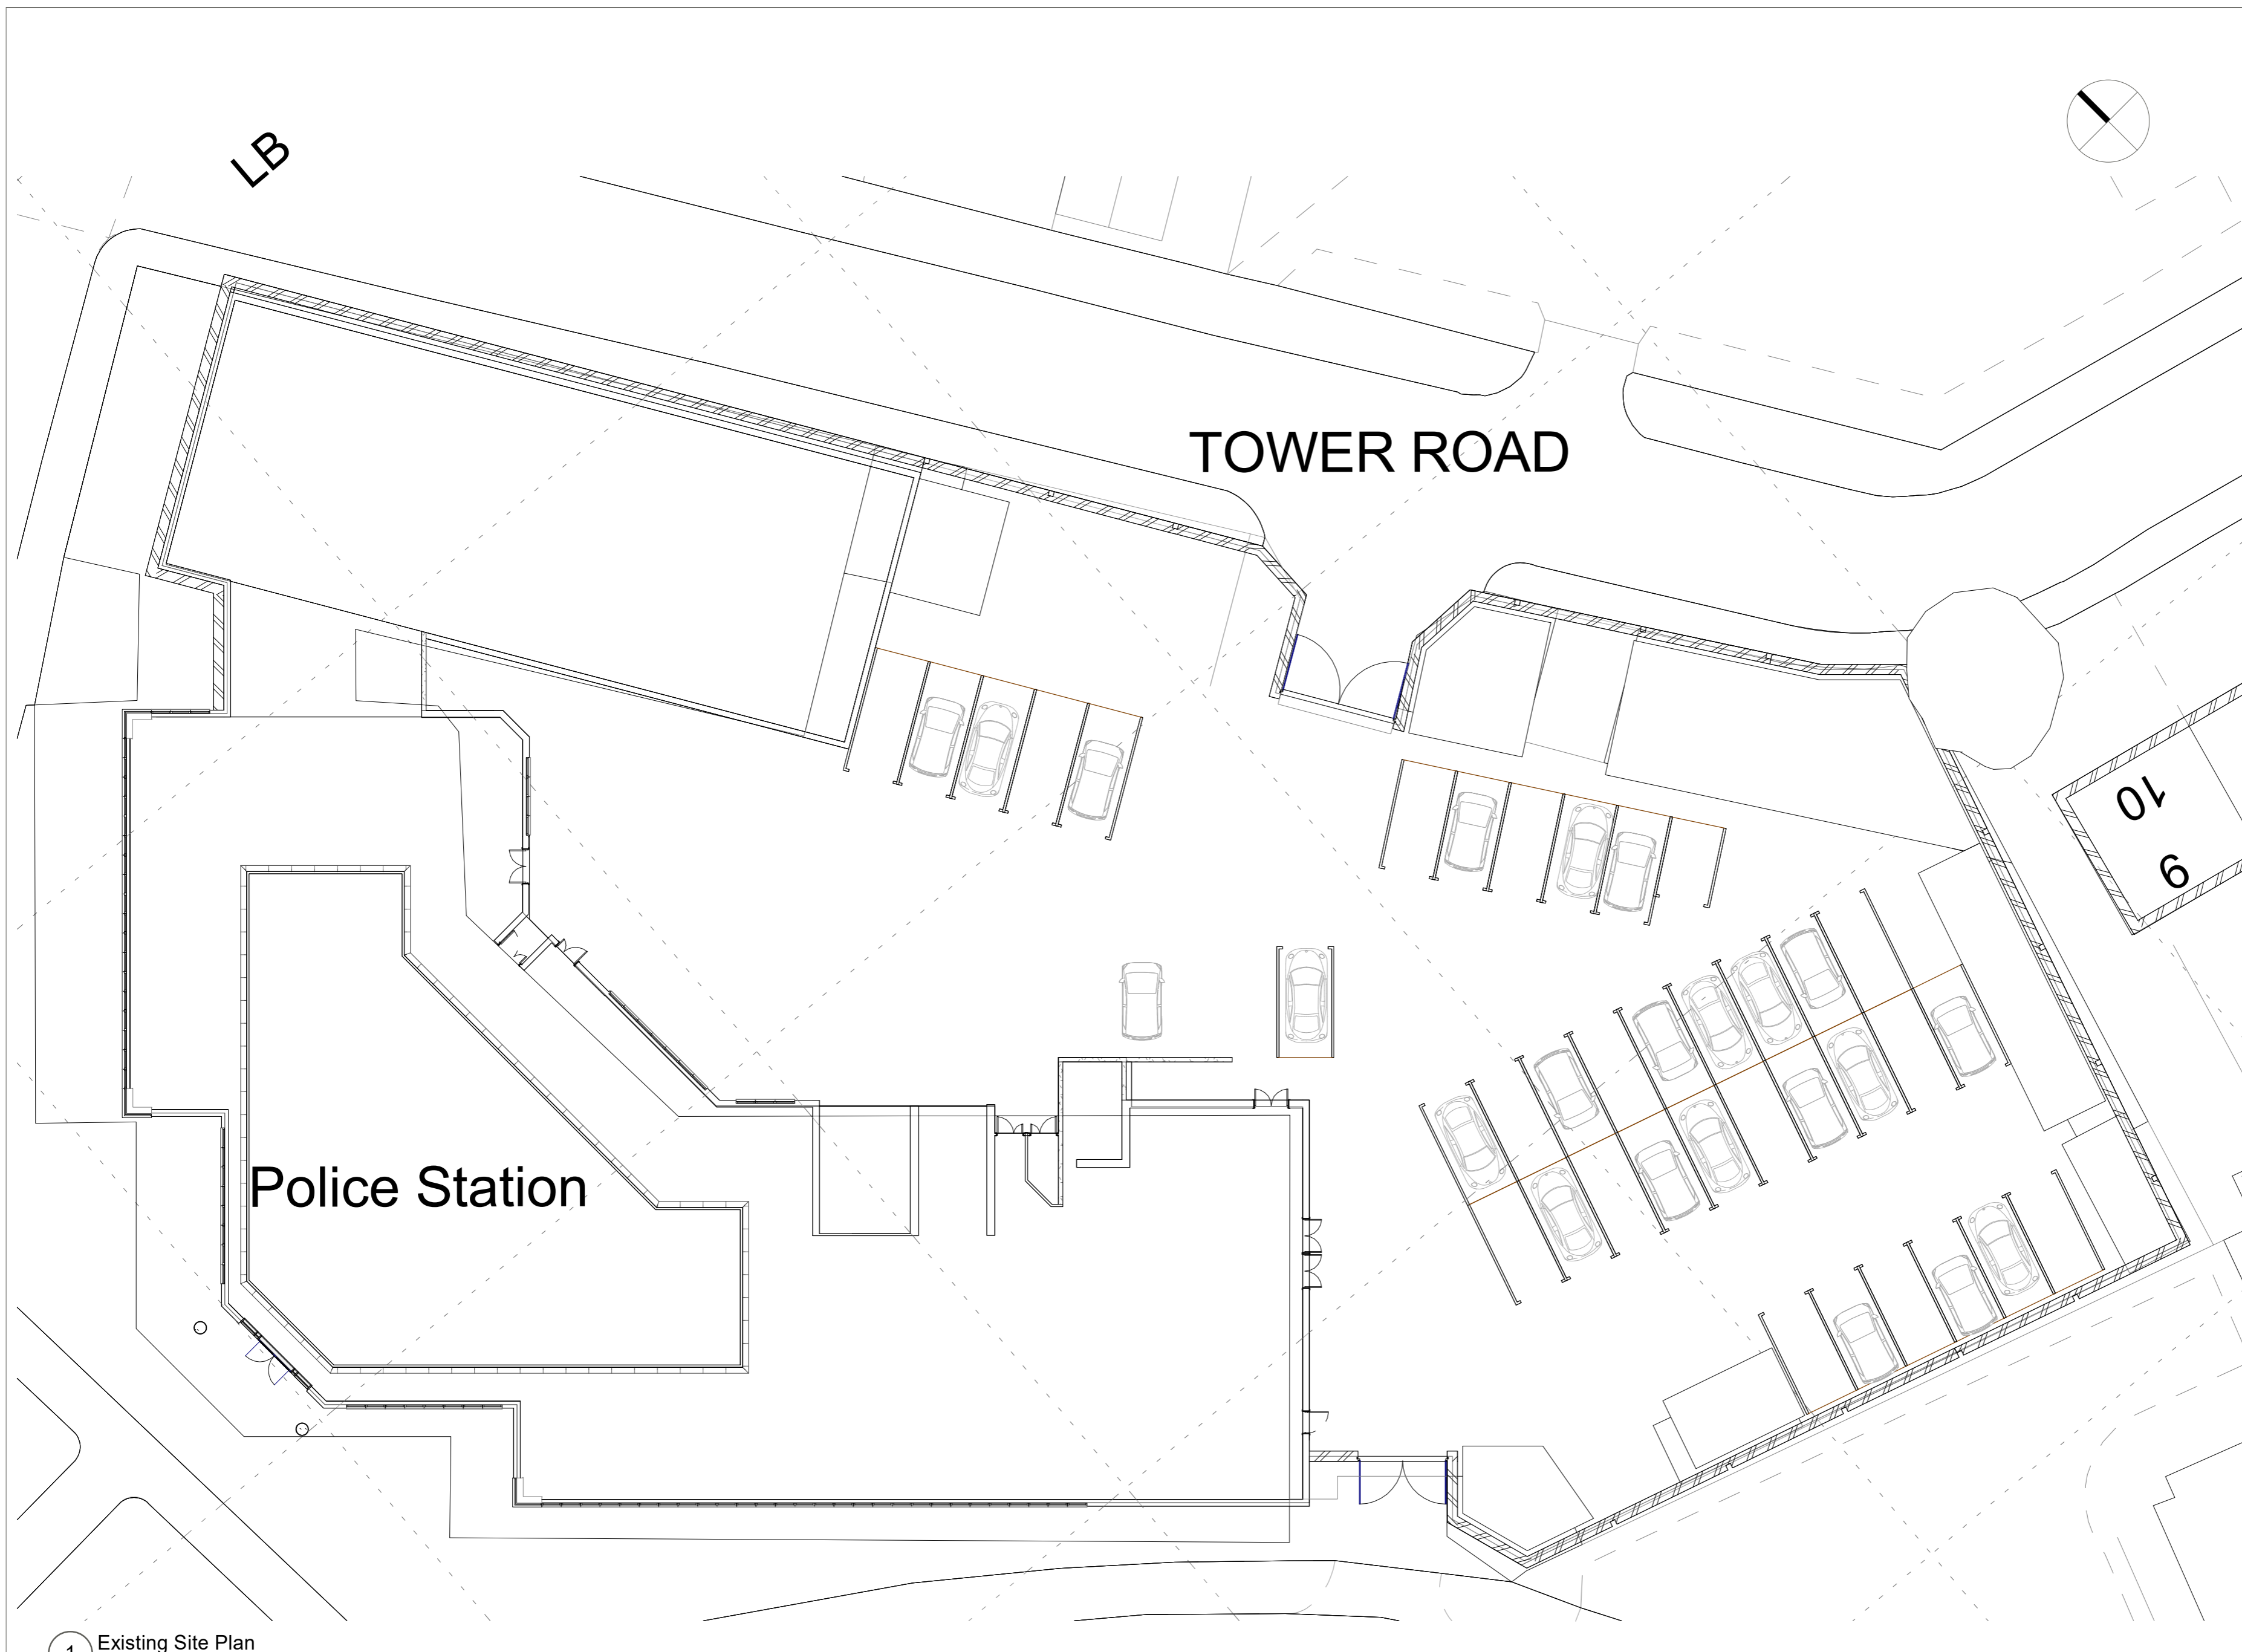 LB
TOWER ROAD
10
9
Police Station
1
Existing Site Plan